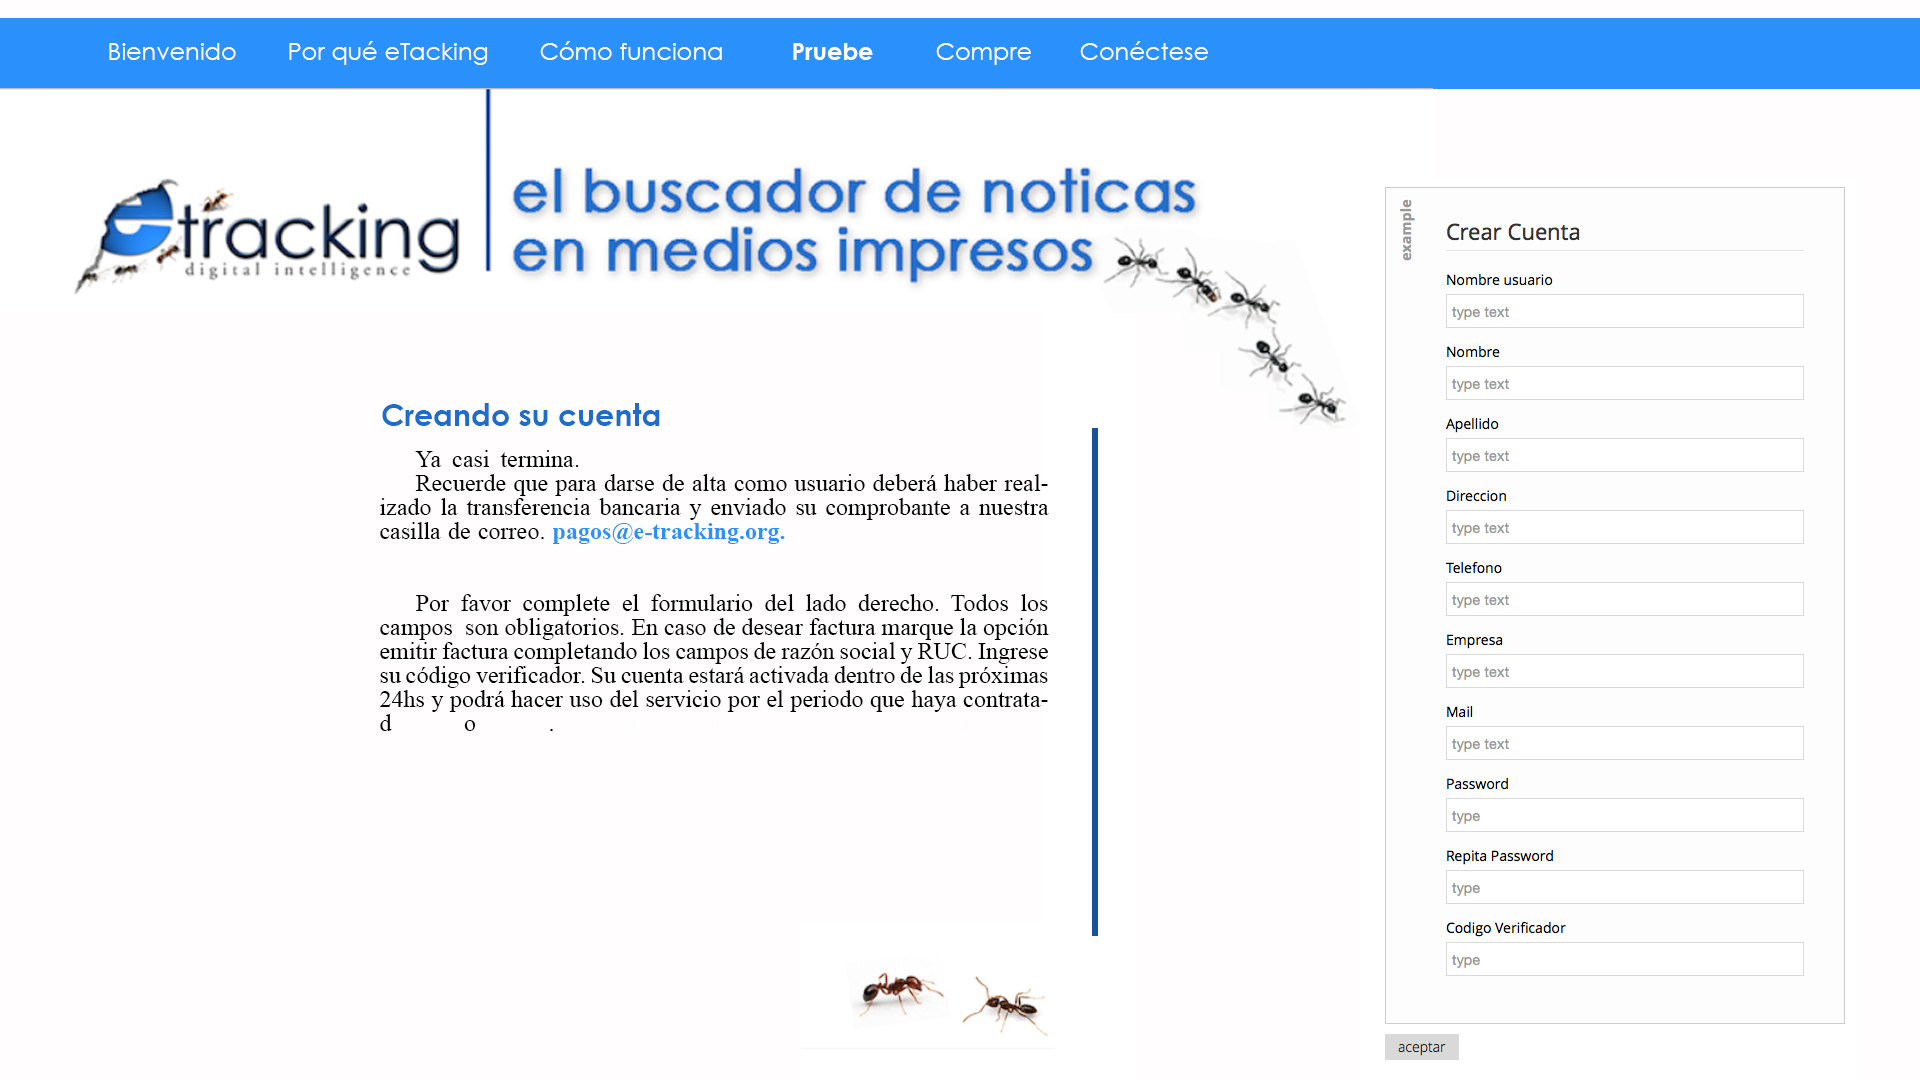 Bienvenido Por qué eTacking Cómo funciona Pruebe Compre Conéctese
etracking
digital intelligence
el buscador de noticas
en medios impresos
Creando su cuenta
Ya casi termina.
Recuerde que para darse de alta como usuario deberá haber real-
izado la transferencia bancaria y enviado su comprobante a nuestra
casilla de correo. pagos@e-tracking.org.
Por favor complete el formulario del lado derecho. Todos los
campos son obligatorios. En caso de desear factura marque la opción
emitir factura completando los campos de razón social y RUC. Ingrese
su código verificador. Su cuenta estará activada dentro de las próximas
24hs y podrá hacer uso del servicio por el periodo que haya contrata-
d o .
example
Crear Cuenta
Nombre usuario
type text
Nombre
type text
Apellido
type text
Direccion
type text
Telefono
type text
Empresa
type text
Mail
type text
Password
type
Repita Password
type
Codigo Verificador
type
aceptar